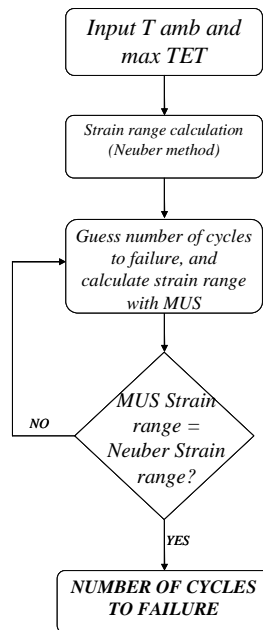 Input T amb and
max TET
Strain range calculation
(Neuber method)
Guess number of cycles
to failure, and
calculate strain range
with MUS
MUS Strain
range =
Neuber Strain
range?
NO
YES
NUMBER OF CYCLES
TO FAILURE